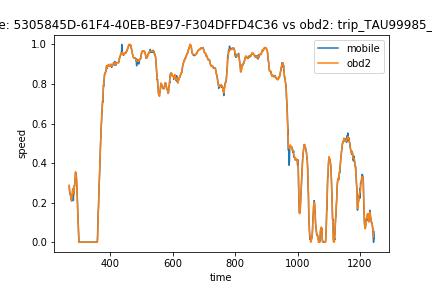 e: 5305845D-61F4-40EB-BE97-F304DFFD4C36 vs obd2: trip_TAU99985_
1.0
0.8
0.6
0.4
0.2
0.0
speed
mobile
obd2
400 600 800 1000 1200
time